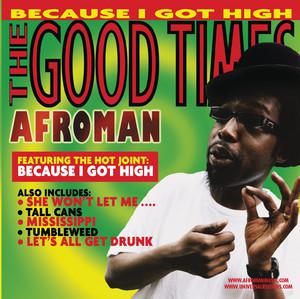 BECAUSE I GOT HIGH
THE GOOD TIMES
AFROMAN
FEATURING THE HOT JOINT:
BECAUSE I GOT HIGH
ALSO INCLUDES:
• SHE WON'T LET ME ....
• TALL CANS
• MISSISSIPPI
• TUMBLEWEED
• LET'S ALL GET DRUNK